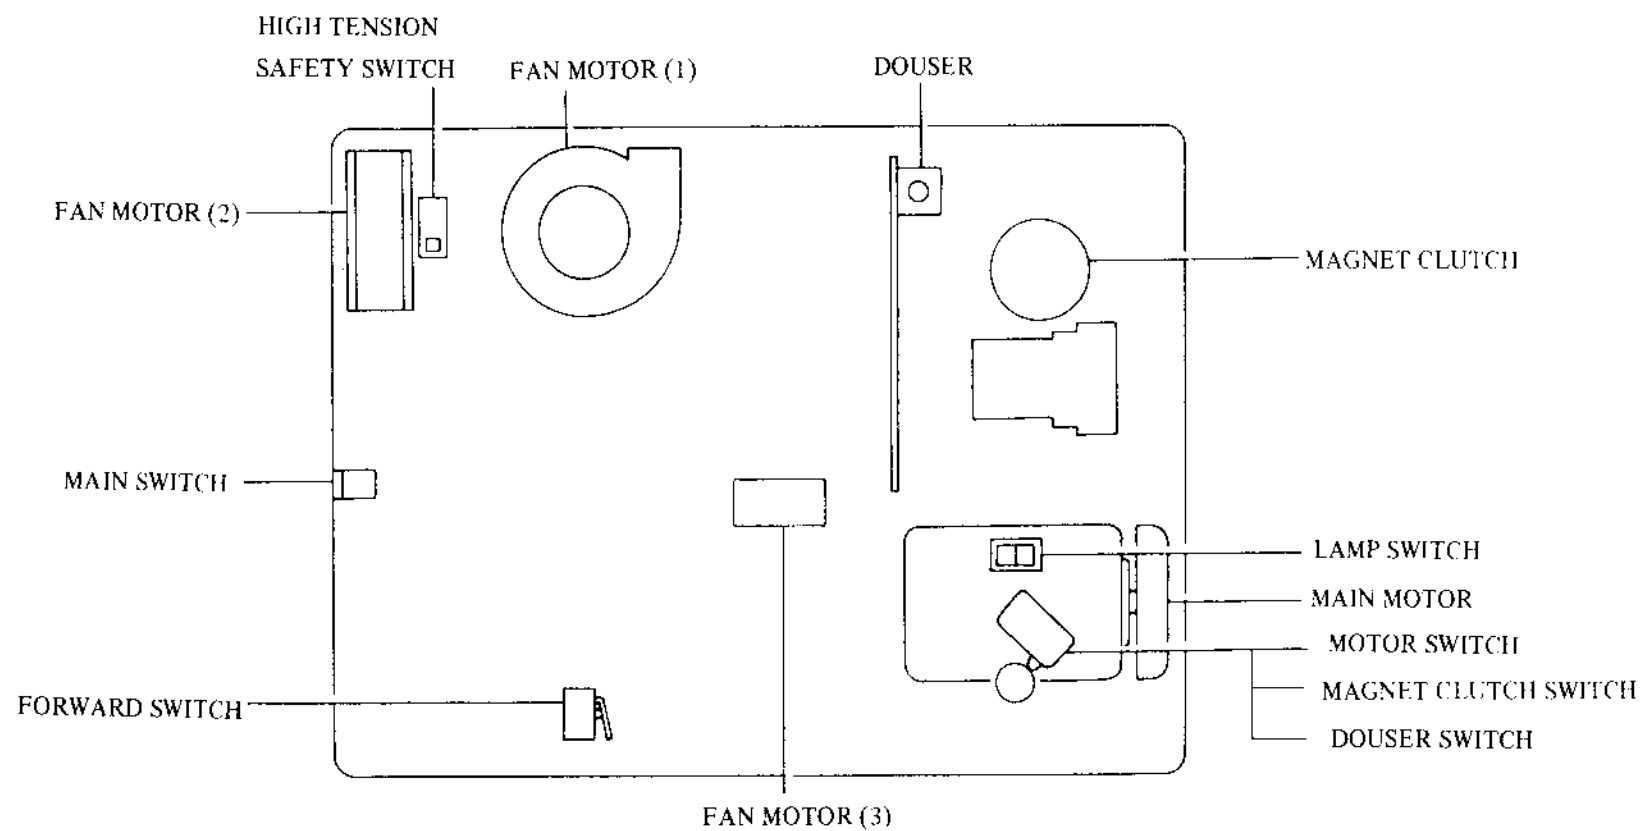 HIGH TENSION
SAFETY SWITCH
FAN MOTOR (1)
DOUSER
FAN MOTOR (2)
MAGNET CLUTCH
MAIN SWITCH
LAMP SWITCH
MAIN MOTOR
MOTOR SWITCH
MAGNET CLUTCH SWITCH
FORWARD SWITCH
DOUSER SWITCH
FAN MOTOR (3)